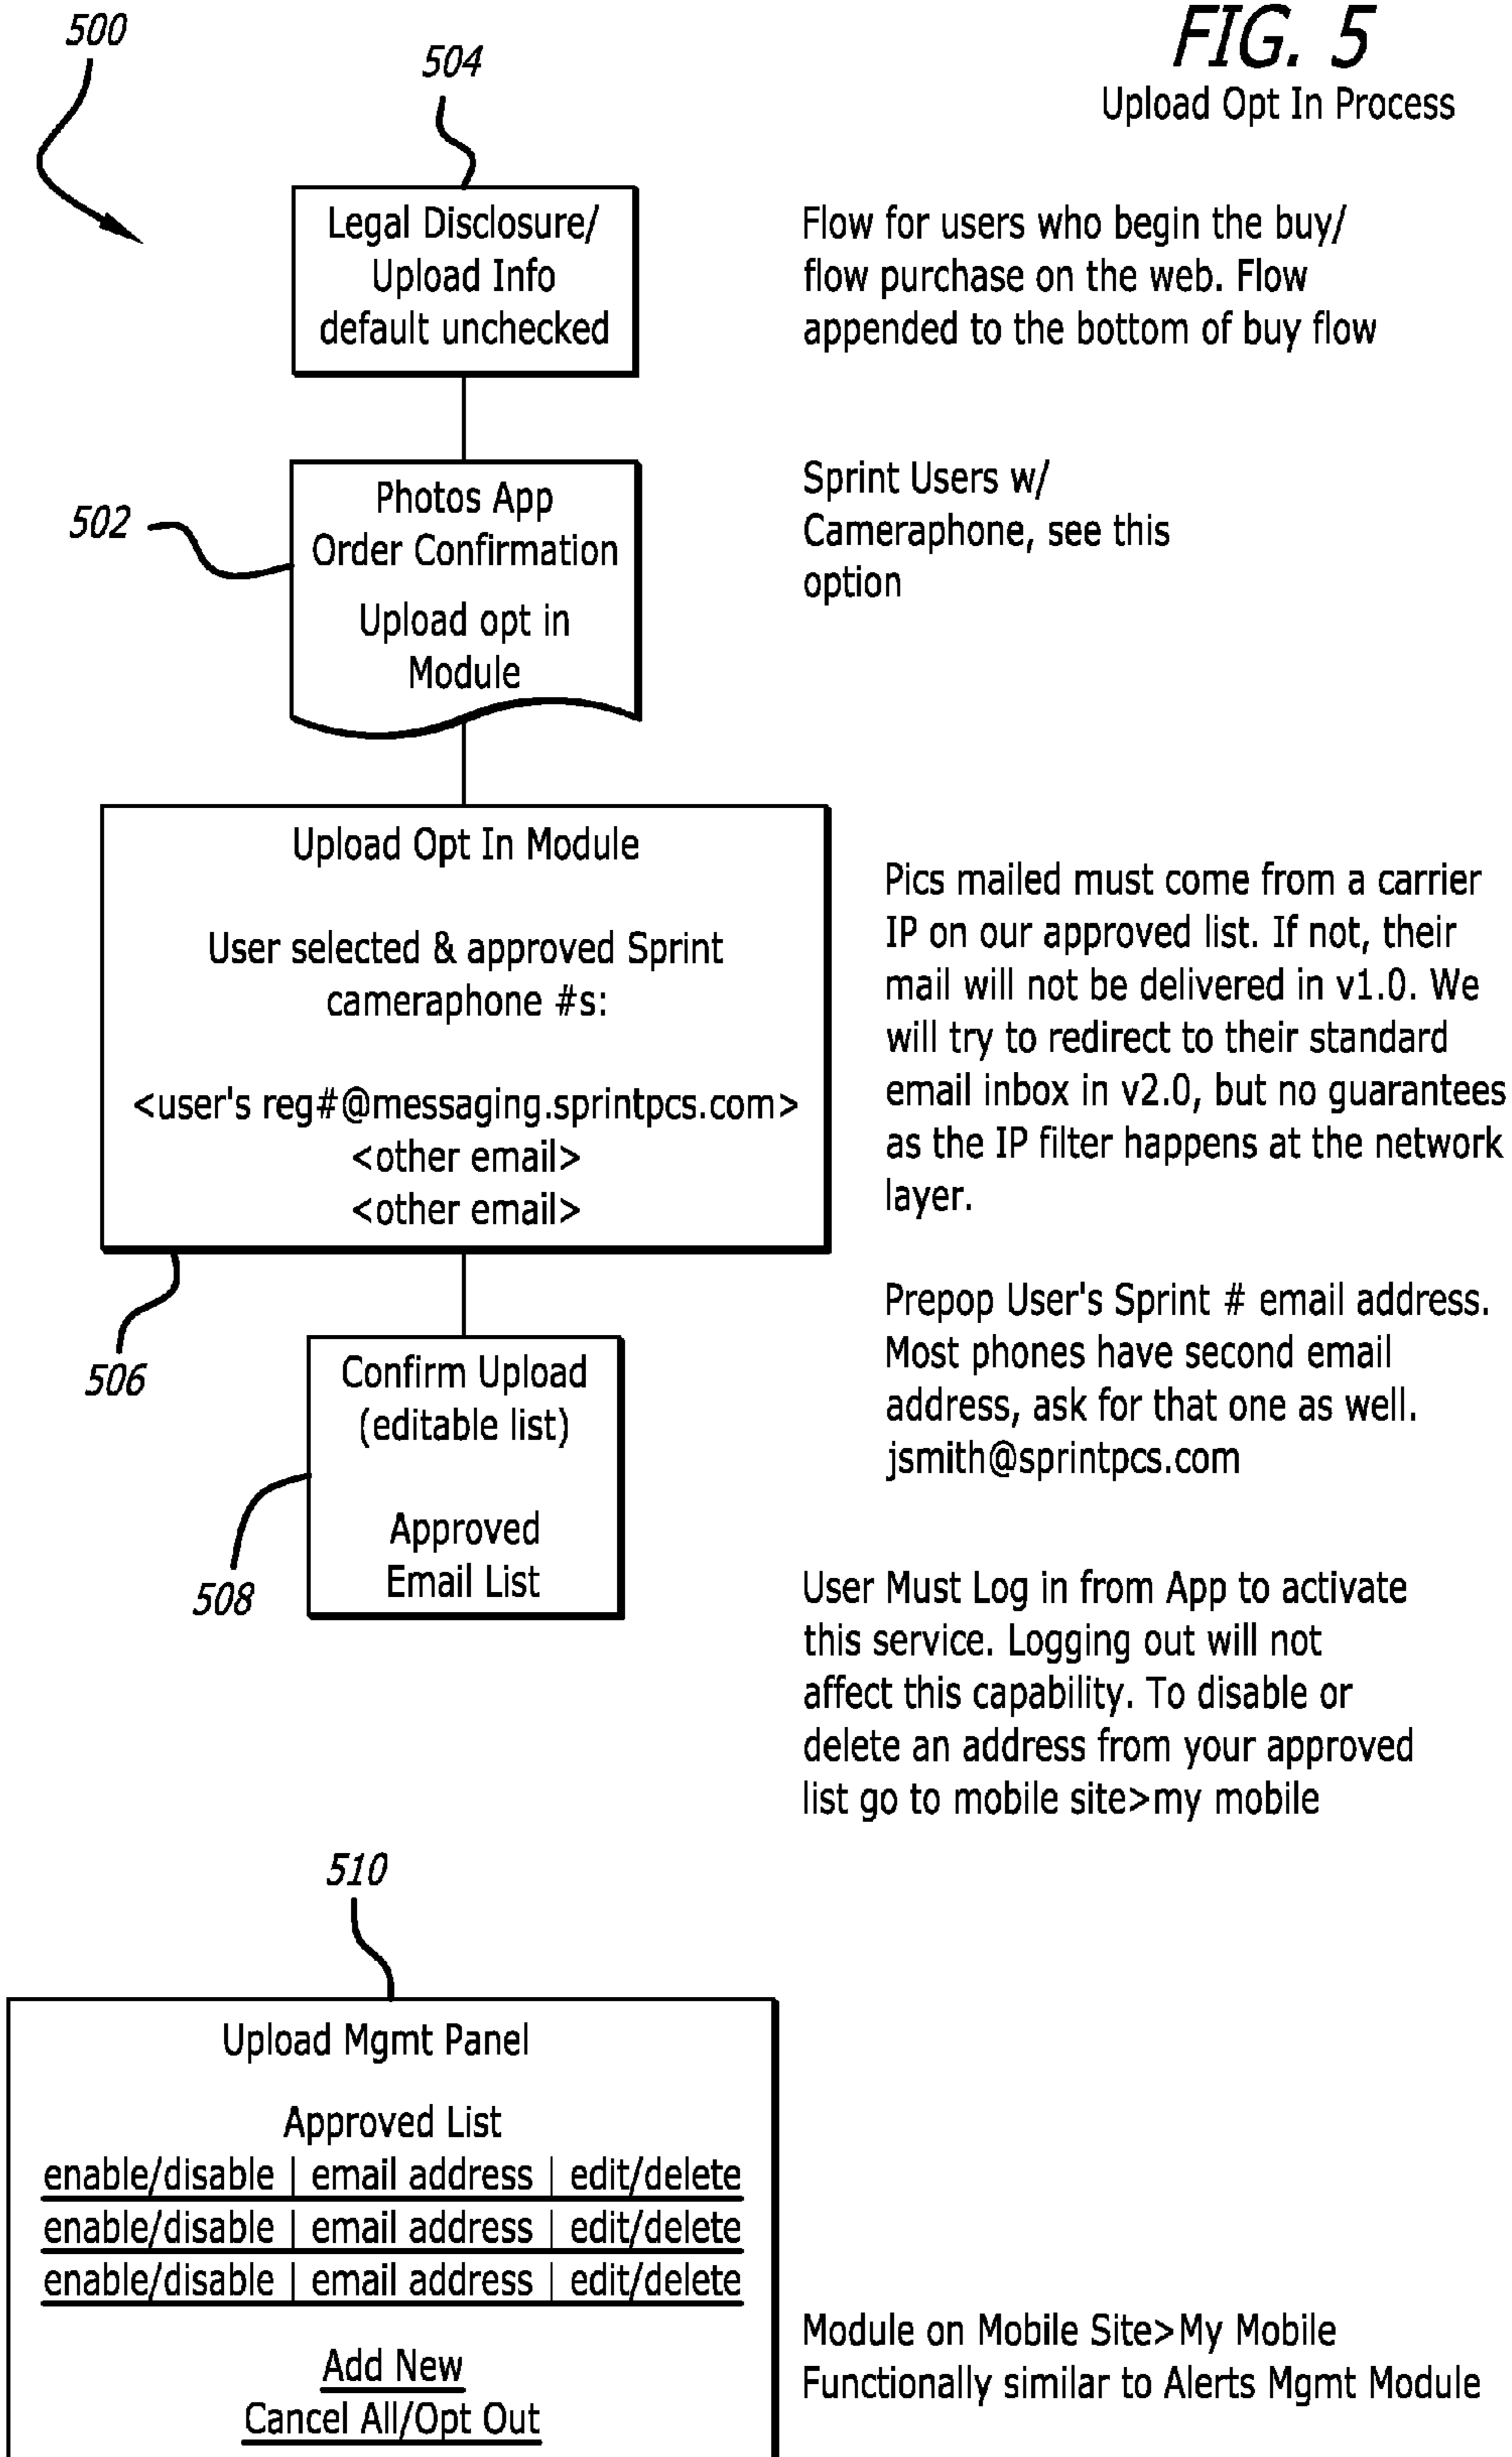 500
504
FIG. 5
Upload Opt In Process
Legal Disclosure/
Upload Info
default unchecked
Flow for users who begin the buy/
flow purchase on the web. Flow
appended to the bottom of buy flow
502
Photos App
Order Confirmation
Upload opt in
Module
Sprint Users w/
Cameraphone, see this
option
Upload Opt In Module
User selected & approved Sprint
cameraphone #s:
<user's reg#@messaging.sprintpcs.com>
<other email>
<other email>
506
Pics mailed must come from a carrier
IP on our approved list. If not, their
mail will not be delivered in v1.0. We
will try to redirect to their standard
email inbox in v2.0, but no guarantees
as the IP filter happens at the network
layer.
Prepop User's Sprint # email address.
Most phones have second email
address, ask for that one as well.
jsmith@sprintpcs.com
Confirm Upload
(editable list)
Approved
Email List
508
User Must Log in from App to activate
this service. Logging out will not
affect this capability. To disable or
delete an address from your approved
list go to mobile site>my mobile
510
Upload Mgmt Panel
Approved List
enable/disable | email address | edit/delete
enable/disable | email address | edit/delete
enable/disable | email address | edit/delete
Add New
Cancel All/Opt Out
Module on Mobile Site>My Mobile
Functionally similar to Alerts Mgmt Module